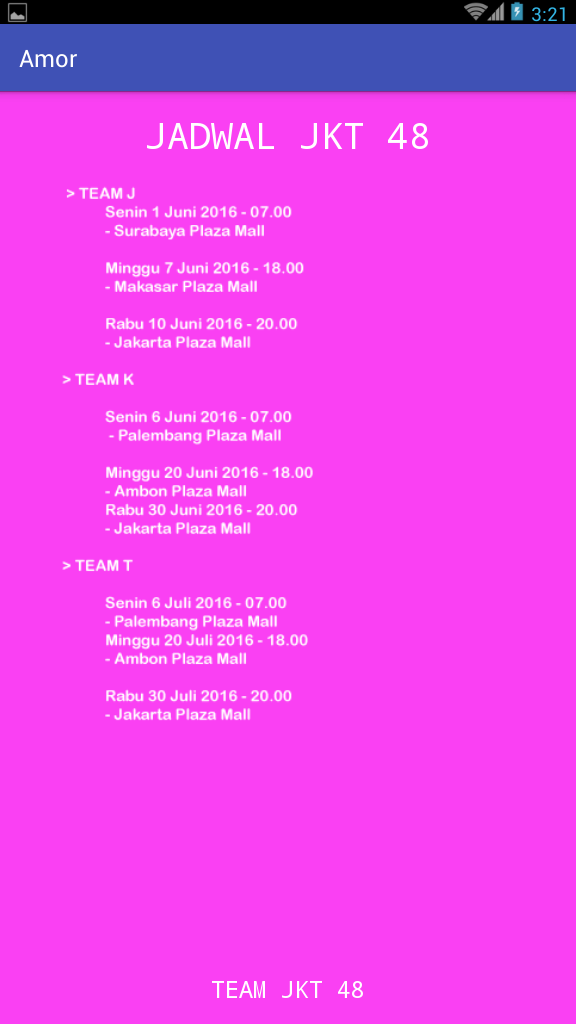 3:21
Amor
JADWAL JKT 48
> TEAM J
Senin 1 Juni 2016 - 07.00
- Surabaya Plaza Mall
Minggu 7 Juni 2016 - 18.00
- Makasar Plaza Mall
Rabu 10 Juni 2016 - 20.00
- Jakarta Plaza Mall
> TEAM K
Senin 6 Juni 2016 - 07.00
- Palembang Plaza Mall
Minggu 20 Juni 2016 - 18.00
- Ambon Plaza Mall
Rabu 30 Juni 2016 - 20.00
- Jakarta Plaza Mall
> TEAM T
Senin 6 Juli 2016 - 07.00
- Palembang Plaza Mall
Minggu 20 Juli 2016 - 18.00
- Ambon Plaza Mall
Rabu 30 Juli 2016 - 20.00
- Jakarta Plaza Mall
TEAM JKT 48